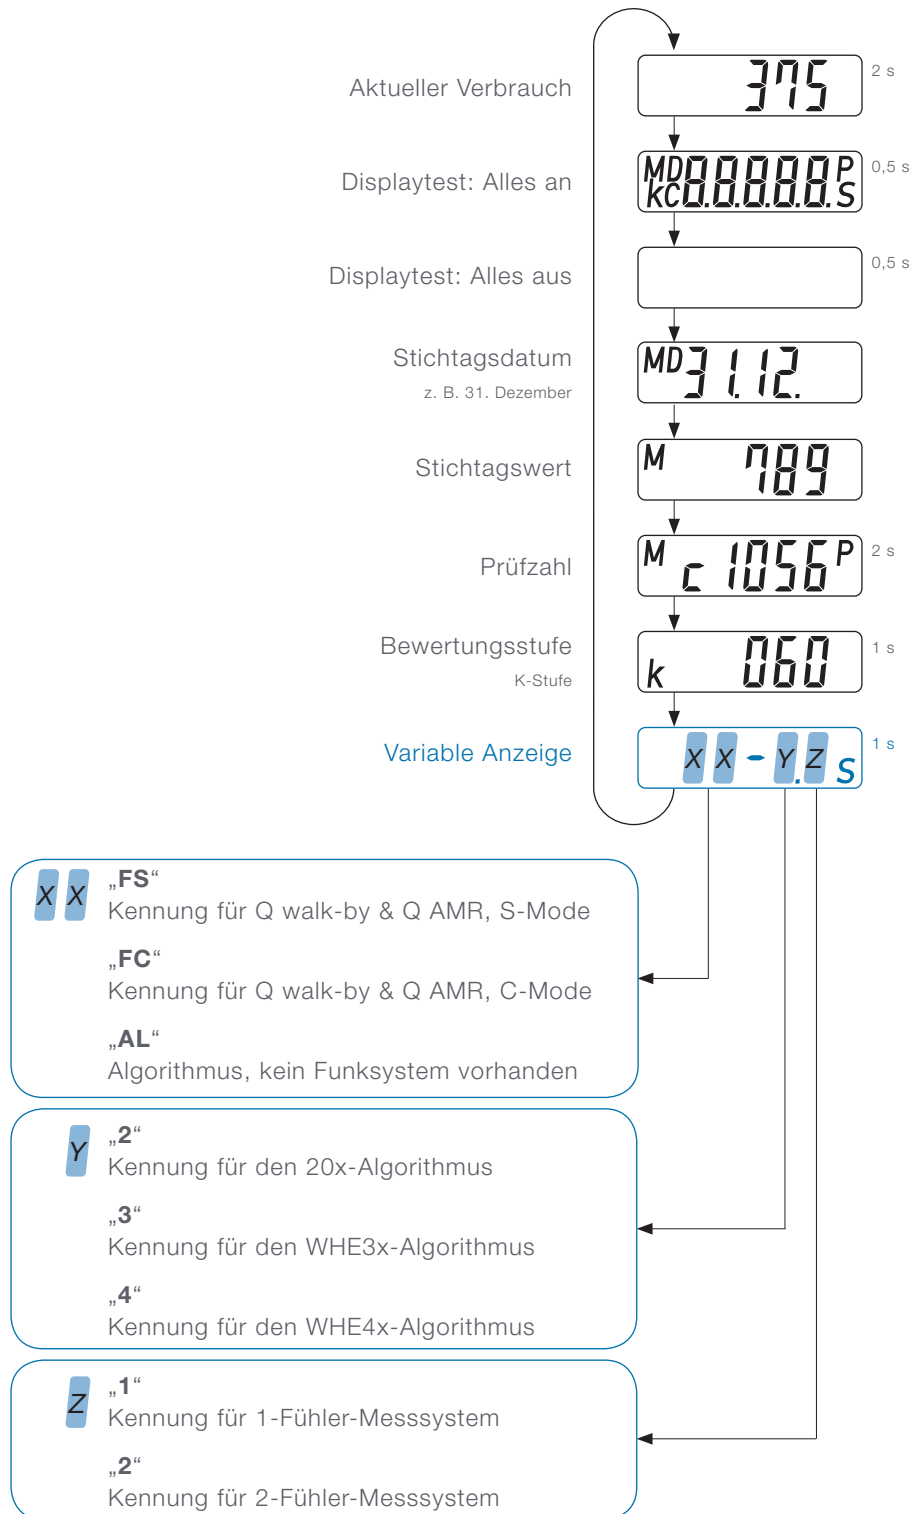 Aktueller Verbrauch 375 2 s
Displaytest: Alles an MD kC 8.8.8.8.8. P S 0,5 s
Displaytest: Alles aus 0,5 s
Stichtagsdatum MD 31.12.
z. B. 31. Dezember
Stichtagswert M 789
Prüfzahl M c 1056 P 2 s
Bewertungsstufe k 060 1 s
K-Stufe
Variable Anzeige X X - Y.Z S 1 s
X X „FS“
Kennung für Q walk-by & Q AMR, S-Mode
„FC“
Kennung für Q walk-by & Q AMR, C-Mode
„AL“
Algorithmus, kein Funksystem vorhanden
Y „2“
Kennung für den 20x-Algorithmus
„3“
Kennung für den WHE3x-Algorithmus
„4“
Kennung für den WHE4x-Algorithmus
Z „1“
Kennung für 1-Fühler-Messsystem
„2“
Kennung für 2-Fühler-Messsystem